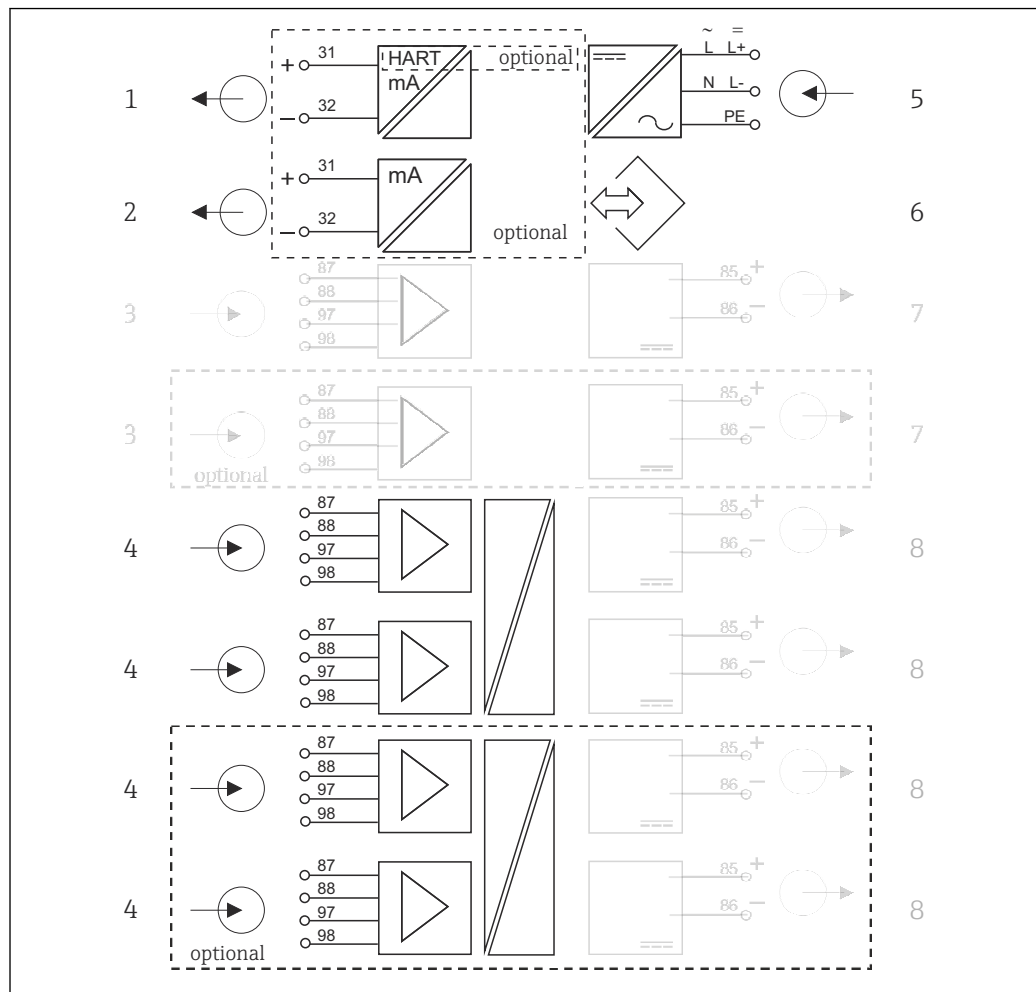 ~ =
31 L L+
+ HART optional
mA
1 32 N L- 5
− PE
31
+ mA
2 32 6
− optional
87 85 +
88
3 97 86 − 7
98
87 85 +
88
3 97 86 − 7
optional 98
87 85 +
88
4 97 86 − 8
98
87 85 +
88
4 97 86 − 8
98
87 85 +
88
4 97 86 − 8
98
87 85 +
88
4 97 86 − 8
98
optional